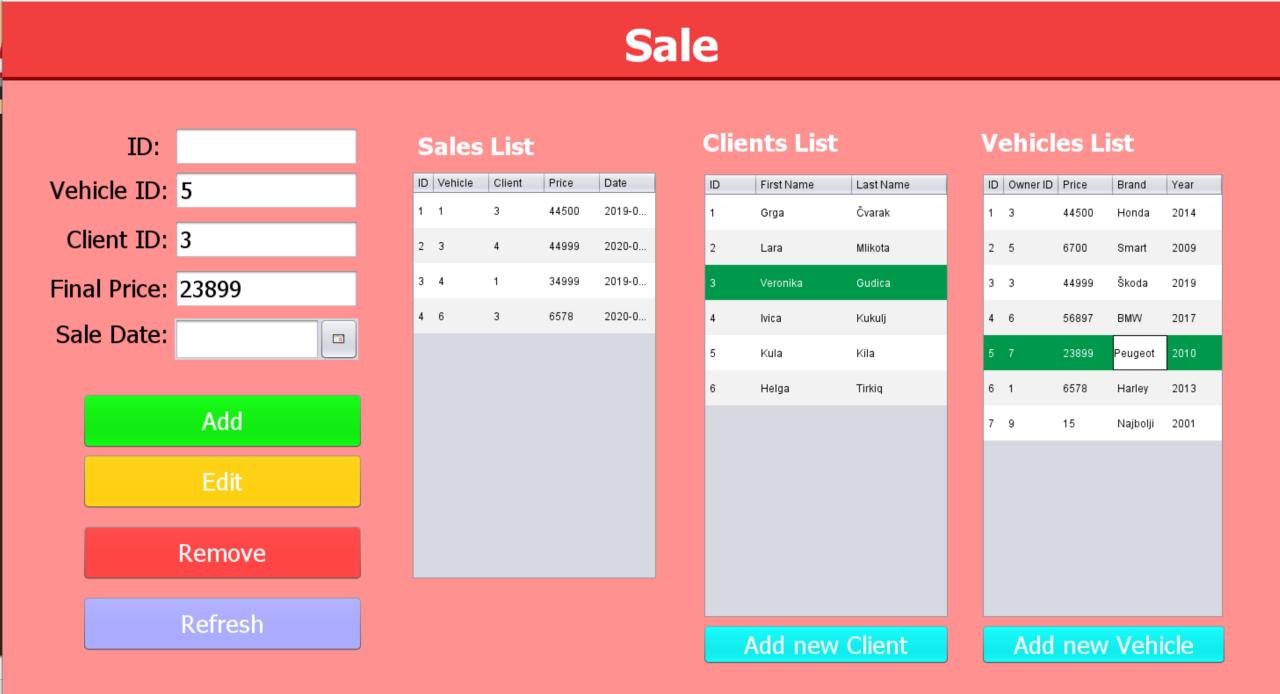 Sale
ID:
Vehicle ID: 5
Client ID: 3
Final Price: 23899
Sale Date:
Add
Edit
Remove
Refresh
Sales List
ID Vehicle Client Price Date
1 1 3 44500 2019-0...
2 3 4 44999 2020-0...
3 4 1 34999 2019-0...
4 6 3 6578 2020-0...
Clients List
ID First Name Last Name
1 Grga Čvarak
2 Lara Mlikota
3 Veronika Gudica
4 Ivica Kukulj
5 Kula Kila
6 Helga Tirkiq
Add new Client
Vehicles List
ID Owner ID Price Brand Year
1 3 44500 Honda 2014
2 5 6700 Smart 2009
3 3 44999 Škoda 2019
4 6 56897 BMW 2017
5 7 23899 Peugeot 2010
6 1 6578 Harley 2013
7 9 15 Najbolji 2001
Add new Vehicle